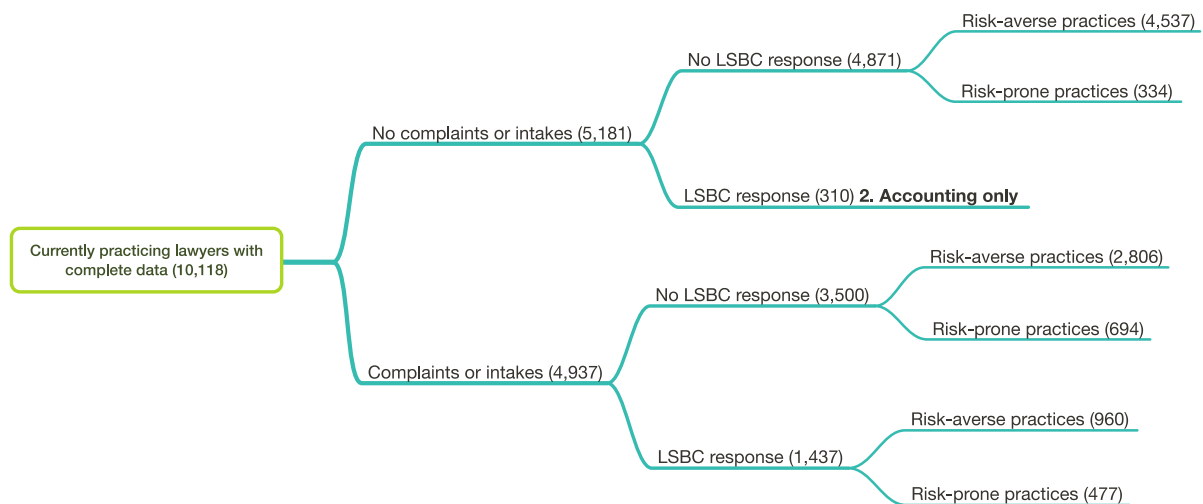 Risk-averse practices (4,537)
No LSBC response (4,871)
Risk-prone practices (334)
No complaints or intakes (5,181)
LSBC response (310) 2. Accounting only
Currently practicing lawyers with
complete data (10,118)
Risk-averse practices (2,806)
No LSBC response (3,500)
Risk-prone practices (694)
Complaints or intakes (4,937)
Risk-averse practices (960)
LSBC response (1,437)
Risk-prone practices (477)